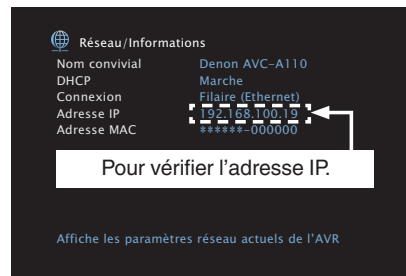 Réseau/Informations
Nom convivial Denon AVC-A110
DHCP Marche
Connexion Filaire (Ethernet)
Adresse IP 192.168.100.19
Adresse MAC ******-000000
Pour vérifier l'adresse IP.
Affiche les paramètres réseau actuels de l'AVR